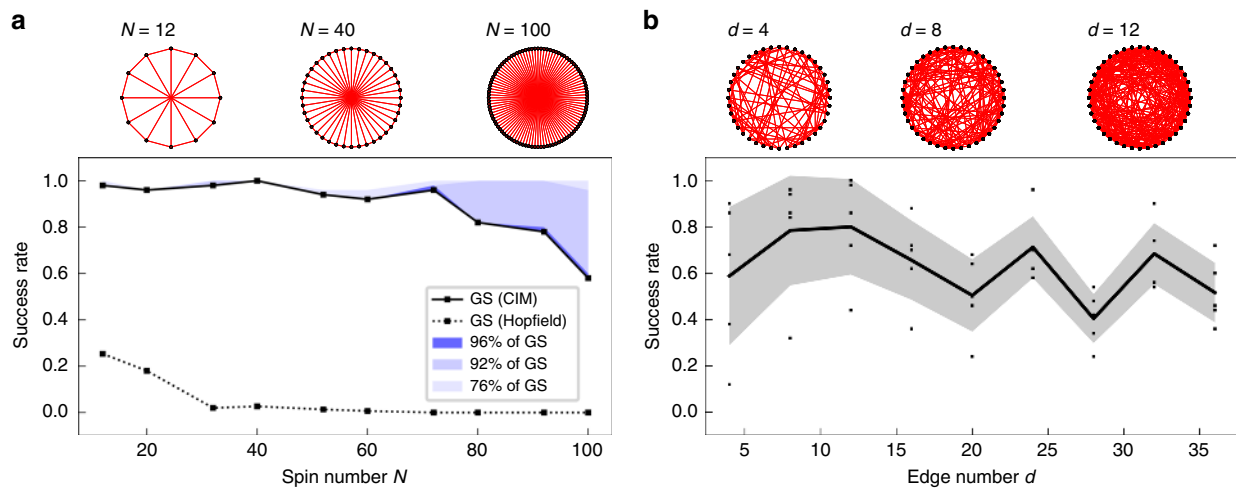 a
N = 12
N = 40
N = 100
1.0
0.8
0.6
0.4
0.2
0.0
Success rate
GS (CIM)
GS (Hopfield)
96% of GS
92% of GS
76% of GS
20
40
60
80
100
Spin number N
b
d = 4
d = 8
d = 12
1.0
0.8
0.6
0.4
0.2
0.0
Success rate
5
10
15
20
25
30
35
Edge number d